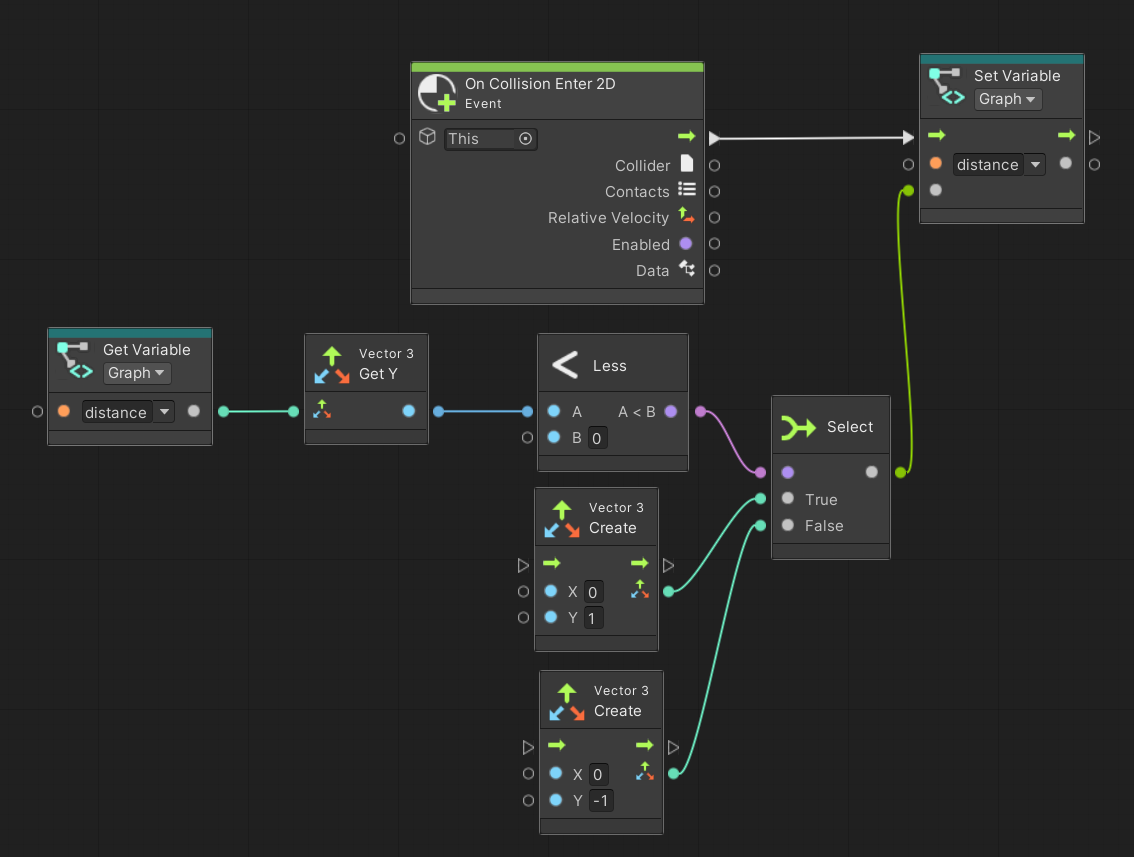 On Collision Enter 2D
Event
This
Collider
Contacts
Relative Velocity
Enabled
Data
Set Variable
Graph
distance
Get Variable
Graph
distance
Vector 3
Get Y
Less
A A < B
B 0
Select
True
False
Vector 3
Create
X 0
Y 1
Vector 3
Create
X 0
Y -1